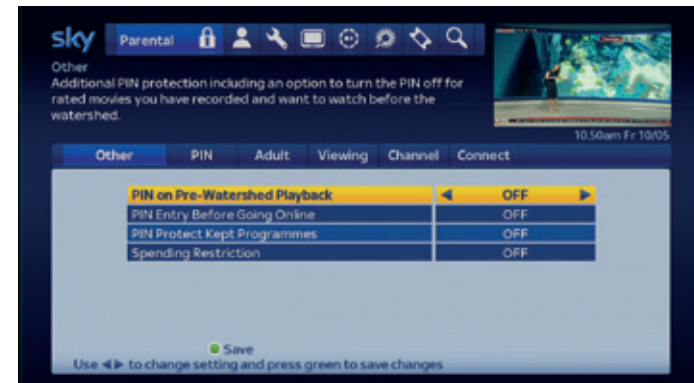 sky Parental
Other
Additional PIN protection including an option to turn the PIN off for
rated movies you have recorded and want to watch before the
watershed.
10.50am Fr 10/05
Other PIN Adult Viewing Channel Connect
PIN on Pre-Watershed Playback OFF
PIN Entry Before Going Online OFF
PIN Protect Kept Programmes OFF
Spending Restriction OFF
Save
Use ◀ ▶ to change setting and press green to save changes